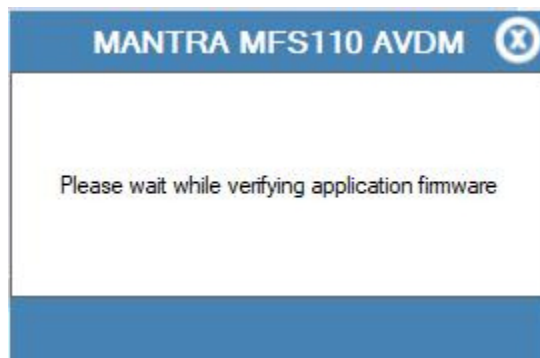 MANTRA MFS110 AVDM
Please wait while verifying application firmware